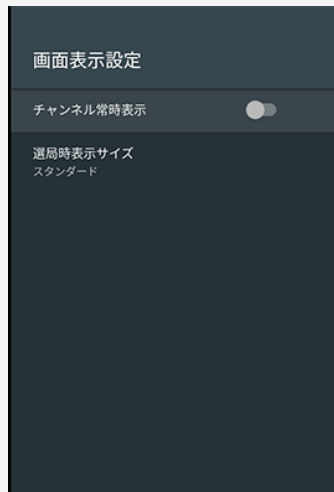 画面表示設定
チャンネル常時表示
選局時表示サイズ
スタンダード